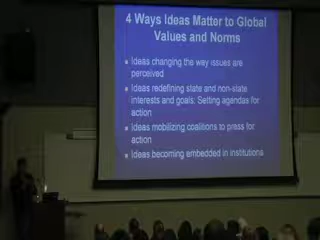 4 Ways Ideas Matter to Global
Values and Norms
Ideas changing the way issues are
perceived
Ideas redefining state and non-state
interests and goals: Setting agendas for
action
Ideas mobilizing coalitions to press for
action
Ideas becoming embedded in institutions